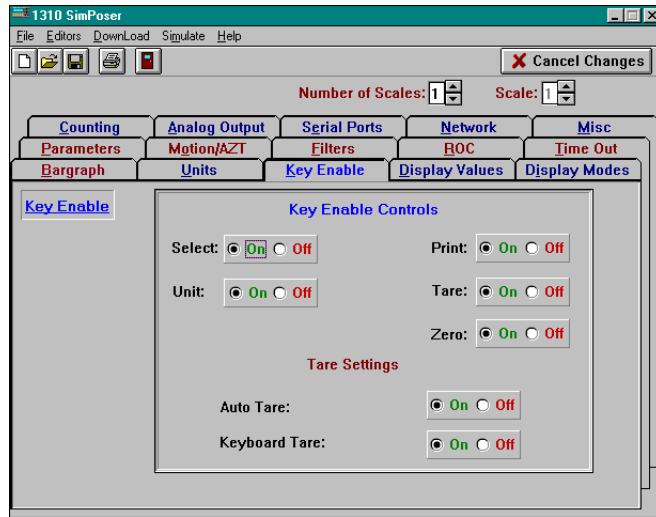 1310 SimPoser
File Editors DownLoad Simulate Help
Cancel Changes
Number of Scales: 1 Scale: 1
Counting Analog Output Serial Ports Network Misc
Parameters Motion/AZT Filters ROC Time Out
Bargraph Units Key Enable Display Values Display Modes
Key Enable
Key Enable Controls
Select: On Off Print: On Off
Unit: On Off Tare: On Off
Zero: On Off
Tare Settings
Auto Tare: On Off
Keyboard Tare: On Off